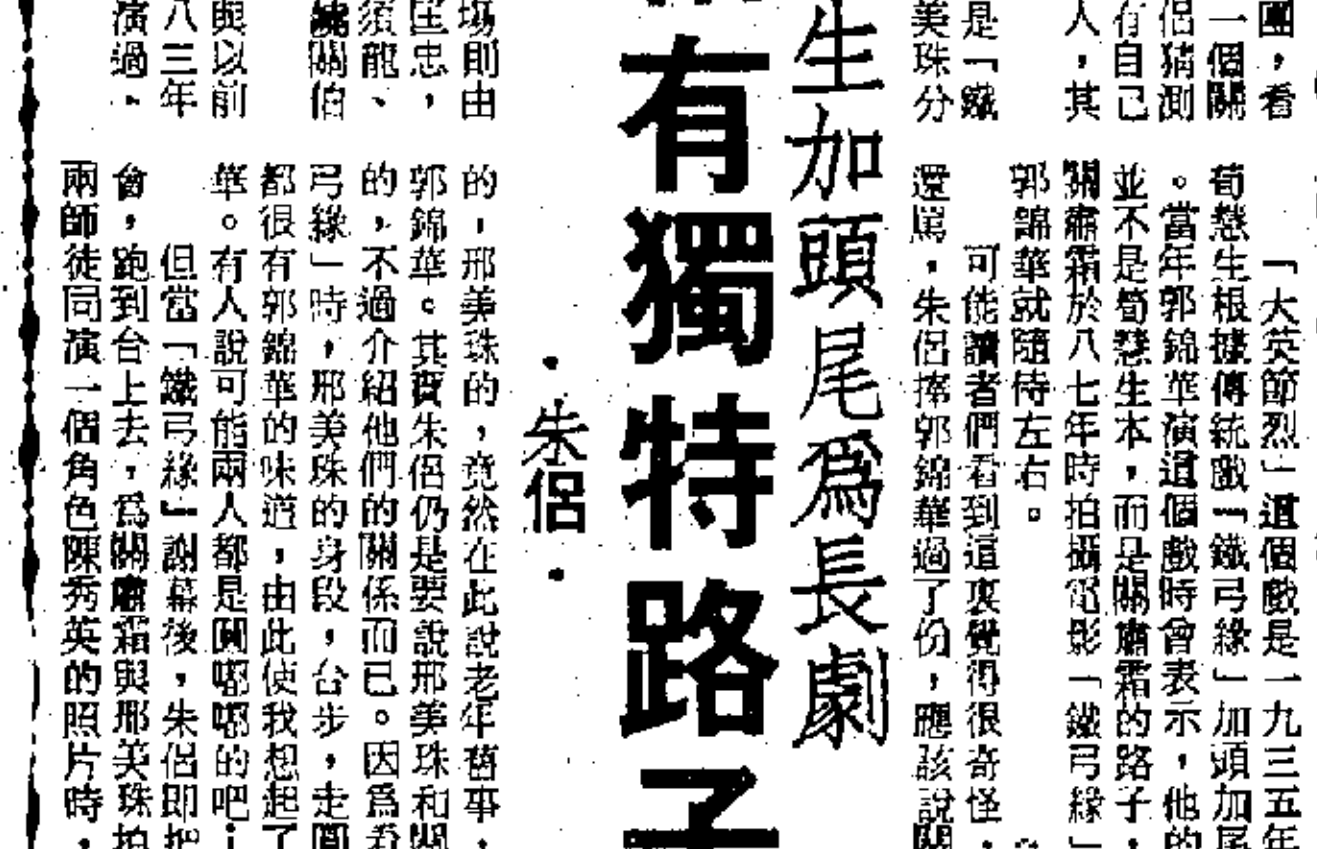 團，看
一個關
侶猜測
有自己
人，其
是「鐵
美珠分
「大英節烈」這個戲是一九三五年
荀慧生根據傳統戲「鐵弓緣」加頭加尾
。當年郭錦華演這個戲時曾表示，他的
並不是荀慧生本，而是關肅霜的路子，
關肅霜於八七年時拍攝電影「鐵弓緣」
郭錦華就隨侍左右。
可能讀者們看到這裏覺得很奇怪，
還罵，朱侶捧郭錦華過了份，應該說關
生加頭尾爲長劇
有獨特路子
·朱侶·
場則由
匡忠，
須龍、
關伯
與以前
八三年
演過、
的，邢美珠的，竟然在此說老年舊事，
郭錦華。其實朱侶仍是要說邢美珠和關
的，不過介紹他們的關係而已。因爲看
弓緣」時，邢美珠的身段，台步，走圓
都很有郭錦華的味道，由此使我想起了
華。有人說可能兩人都是圓嘟嘟的吧！
但當「鐵弓緣」謝幕後，朱侶即把
會，跑到台上去，爲關肅霜與邢美珠拍
兩師徒同演一個角色陳秀英的照片時，